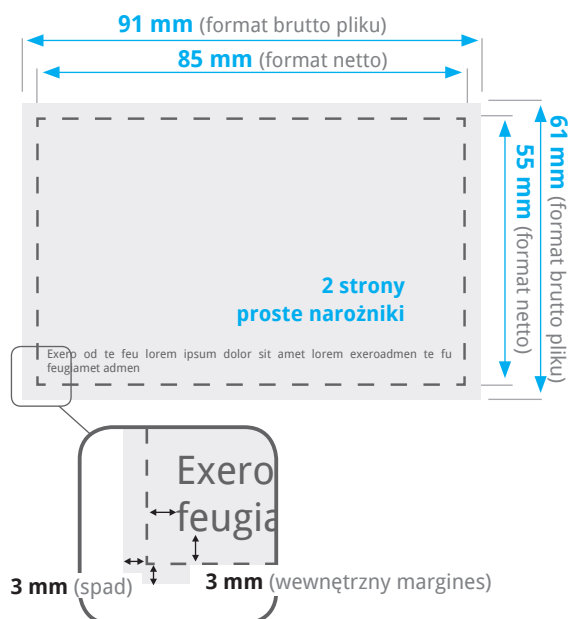 91 mm (format brutto pliku)
85 mm (format netto)
61 mm (format brutto pliku)
55 mm (format netto)
2 strony
proste narożniki
Exero od te feu lorem ipsum dolor sit amet lorem exeroadmen te fu
feugiamet admen
Exero
feugia
3 mm (spad)
3 mm (wewnętrzny margines)